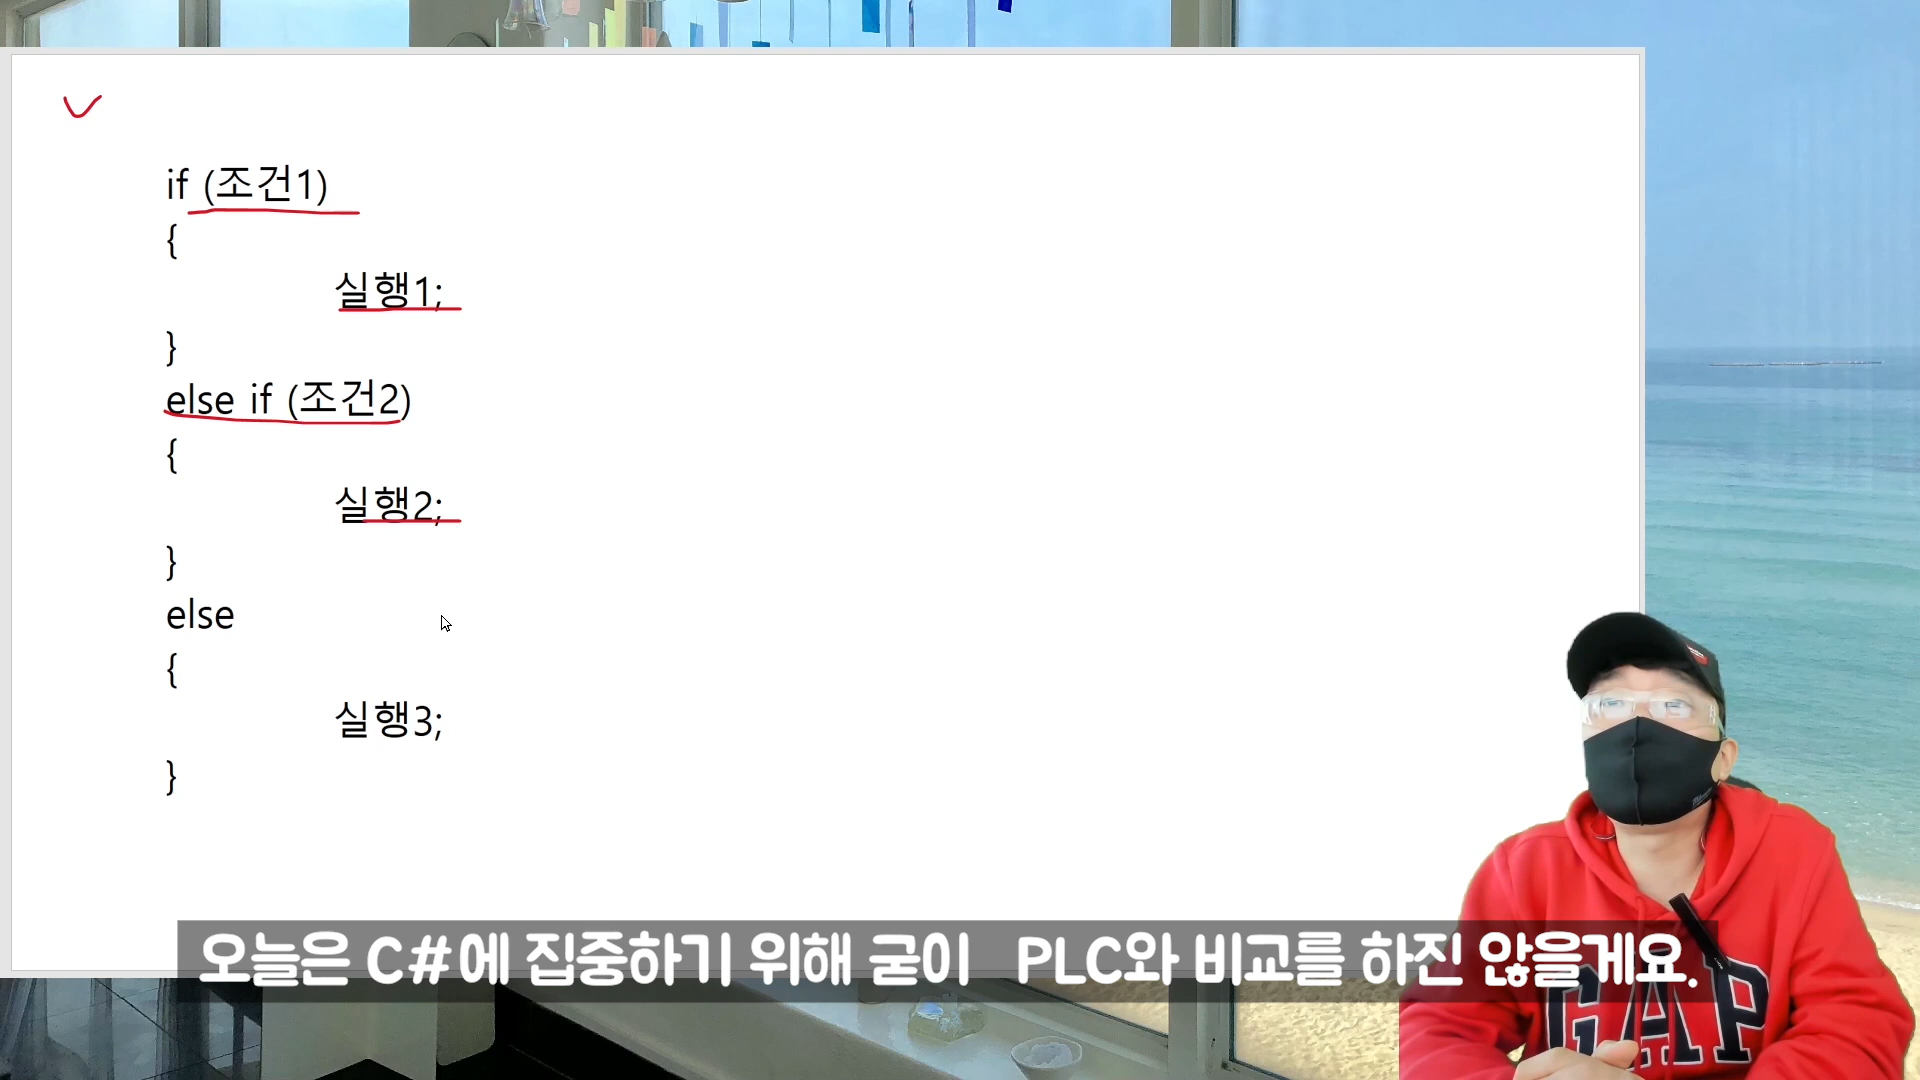 if (조건1)
{
실행1;
}
else if (조건2)
{
실행2;
}
else
{
실행3;
}
오늘은 C#에 집중하기 위해 굳이 PLC와 비교를 하진 않을게요.
GAP